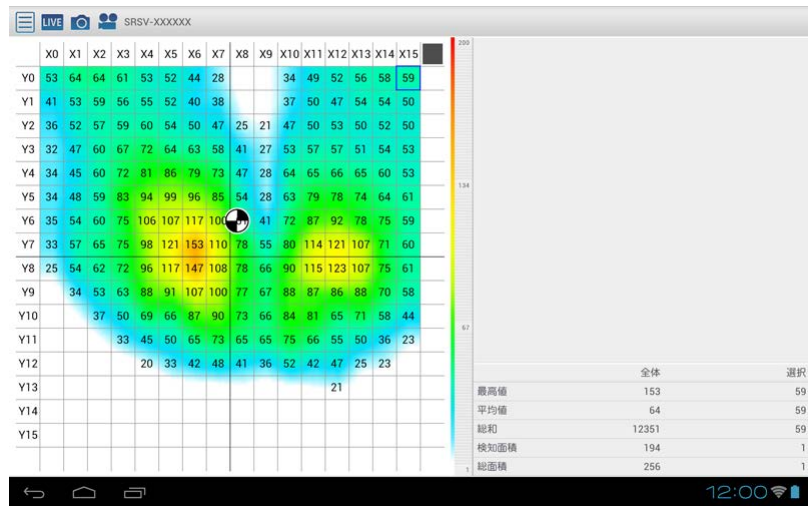 LIVE SRSV-XXXXXX
X0 X1 X2 X3 X4 X5 X6 X7 X8 X9 X10 X11 X12 X13 X14 X15 200
Y0 53 64 64 61 53 52 44 28 34 49 52 56 58 59
Y1 41 53 59 56 55 52 40 38 37 50 47 54 54 50
Y2 36 52 57 59 60 54 50 47 25 21 47 50 53 50 52 50
Y3 32 47 60 67 72 64 63 58 41 27 53 57 57 51 54 53
Y4 34 45 60 72 81 86 79 73 47 28 64 65 66 65 60 53
134
Y5 34 48 59 83 94 99 96 85 54 28 63 79 78 74 64 61
Y6 35 54 60 75 106 107 117 100 41 72 87 92 78 75 59
Y7 33 57 65 75 98 121 153 110 78 55 80 114 121 107 71 60
Y8 25 54 62 72 96 117 147 108 78 66 90 115 123 107 75 61
Y9 34 53 63 88 91 107 100 77 67 88 87 86 88 70 58
Y10 37 50 69 66 87 90 73 66 84 81 65 71 58 44
67
Y11 33 45 50 65 73 65 65 75 66 55 50 36 23
Y12 20 33 42 48 41 36 52 42 47 25 23
Y13 21
Y14
Y15
1
全体 選択
最高値 153 59
平均値 64 59
総和 12351 59
検知面積 194 1
総面積 256 1
12:00